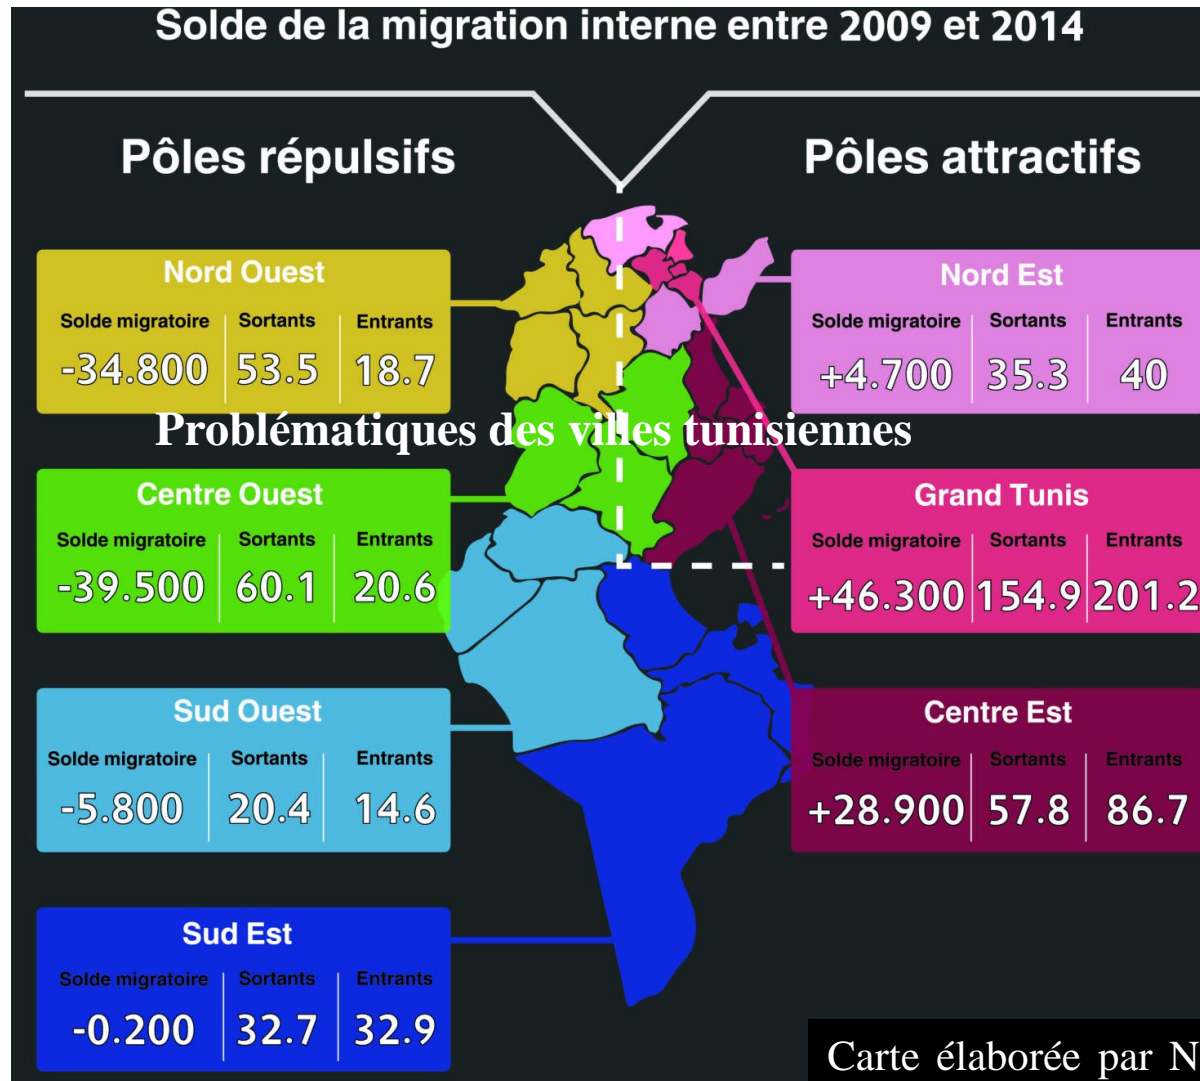 Solde de la migration interne entre 2009 et 2014
Pôles répulsifs
Pôles attractifs
Nord Ouest
Solde migratoire Sortants Entrants
-34.800 53.5 18.7
Nord Est
Solde migratoire Sortants Entrants
+4.700 35.3 40
Problématiques des villes tunisiennes
Centre Ouest
Solde migratoire Sortants Entrants
-39.500 60.1 20.6
Grand Tunis
Solde migratoire Sortants Entrants
+46.300 154.9 201.2
Sud Ouest
Solde migratoire Sortants Entrants
-5.800 20.4 14.6
Centre Est
Solde migratoire Sortants Entrants
+28.900 57.8 86.7
Sud Est
Solde migratoire Sortants Entrants
-0.200 32.7 32.9
Carte élaborée par N